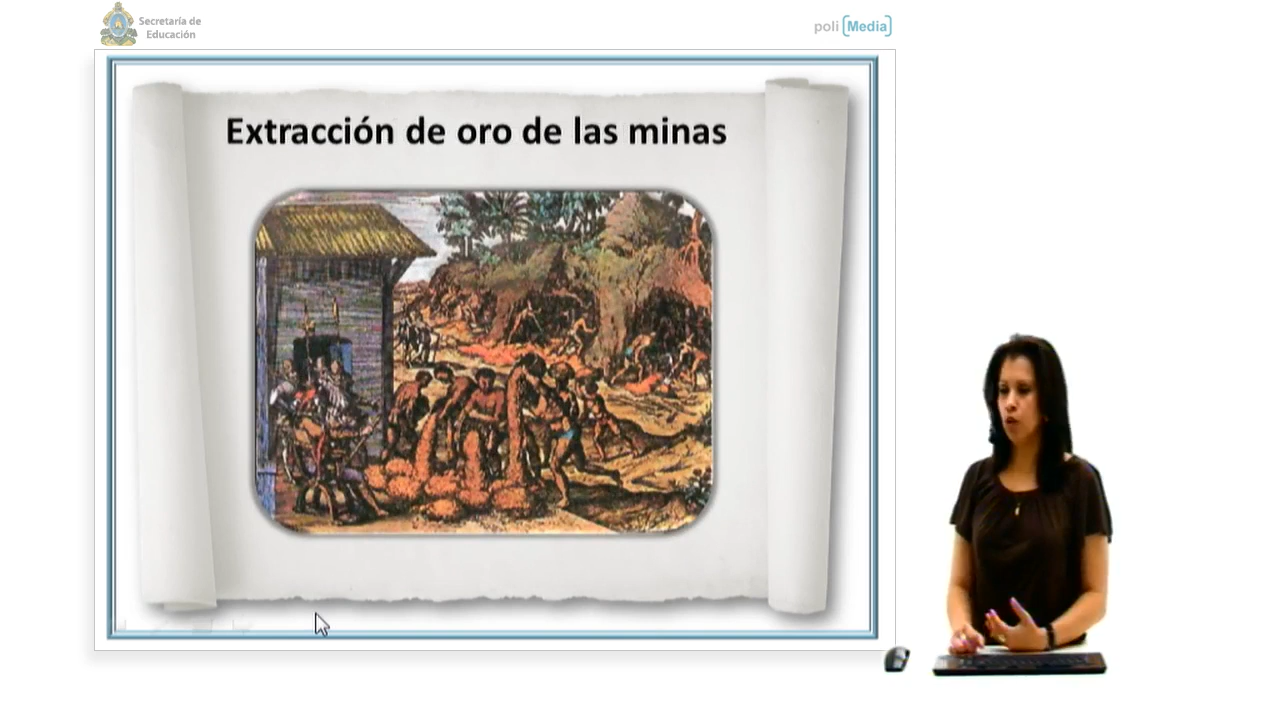 Secretaría de
Educación
poli [Media]
Extracción de oro de las minas